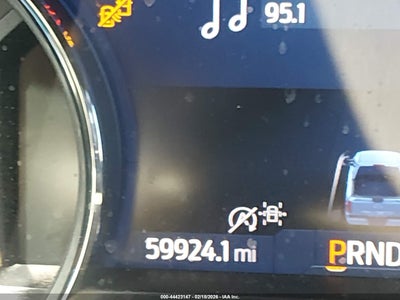 95.1
59924.1 mi
PRND
000-44423147 - 02/18/2026 - IAA Inc.